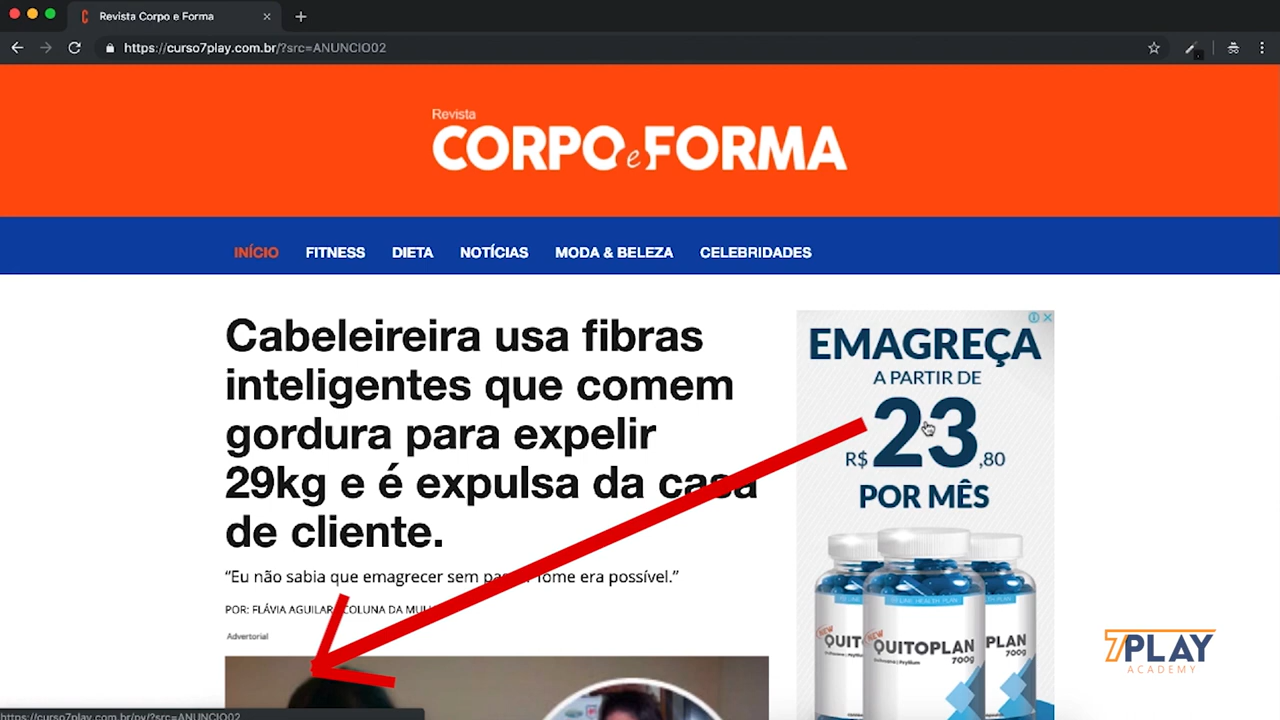 Revista Corpo e Forma
https://curso7play.com.br/?src=ANUNCIO02
Revista
CORPO e FORMA
INÍCIO FITNESS DIETA NOTÍCIAS MODA & BELEZA CELEBRIDADES
Cabeleireira usa fibras
inteligentes que comem
gordura para expelir
29kg e é expulsa da casa
de cliente.
“Eu não sabia que emagrecer sem fome era possível.”
POR: FLÁVIA AGUILAR COLUNA DA
Advertorial
EMAGREÇA
A PARTIR DE
R$ 23,80
POR MÊS
NEW
QUITOPLAN
700g
PLAN
700g
7PLAY
ACADEMY
https://curso7play.com.br/pv/?src=ANUNCIO02